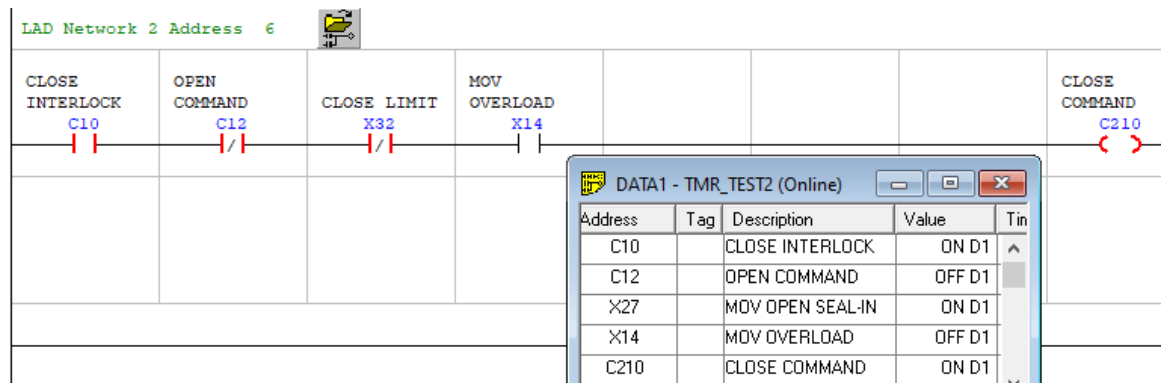 LAD Network 2 Address 6
CLOSE INTERLOCK
C10
OPEN COMMAND
C12
CLOSE LIMIT
X32
MOV OVERLOAD
X14
CLOSE COMMAND
C210
DATA1 - TMR_TEST2 (Online)
Address Tag Description Value
C10 CLOSE INTERLOCK ON D1
C12 OPEN COMMAND OFF D1
X27 MOV OPEN SEAL-IN ON D1
X14 MOV OVERLOAD OFF D1
C210 CLOSE COMMAND ON D1